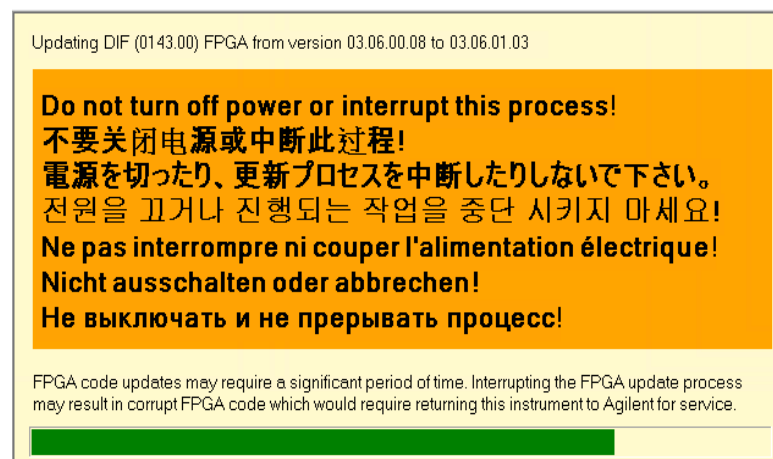 Updating DIF (0143.00) FPGA from version 03.06.00.08 to 03.06.01.03
Do not turn off power or interrupt this process!
不要关闭电源或中断此过程!
電源を切ったり、更新プロセスを中断したりしないで下さい。
전원을 끄거나 진행되는 작업을 중단 시키지 마세요!
Ne pas interrompre ni couper l'alimentation électrique!
Nicht ausschalten oder abbrechen!
Не выключать и не прерывать процесс!
FPGA code updates may require a significant period of time. Interrupting the FPGA update process
may result in corrupt FPGA code which would require returning this instrument to Agilent for service.